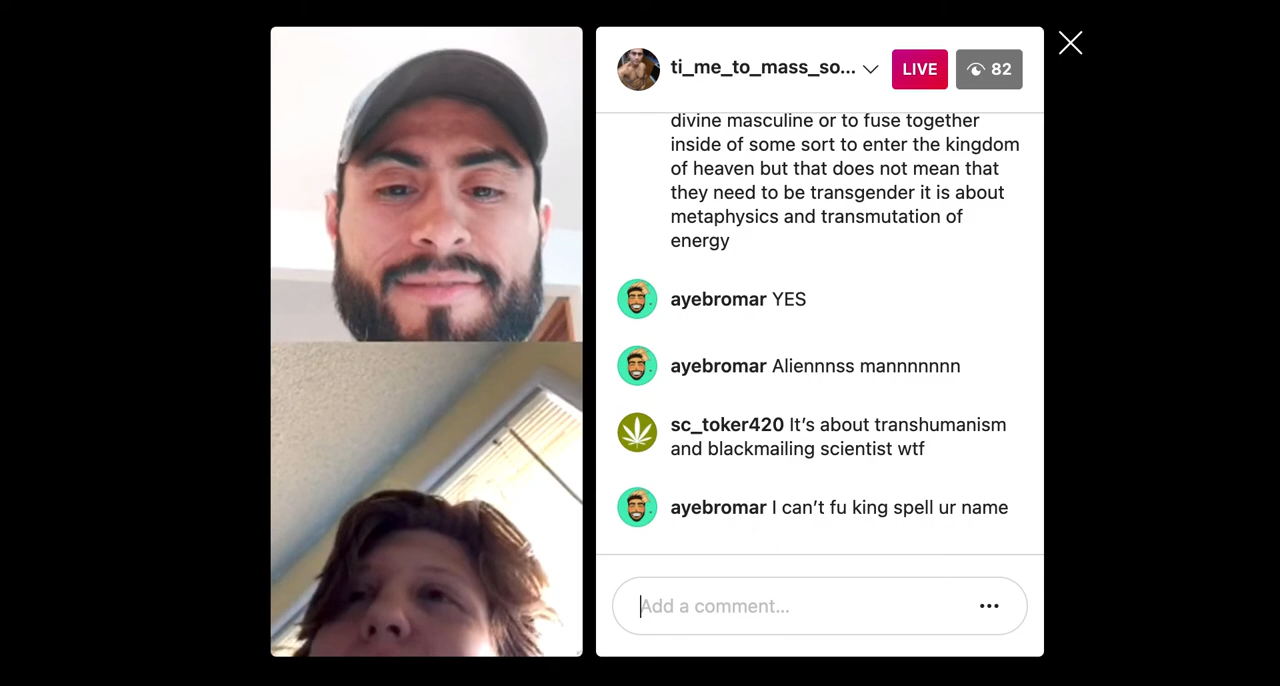 ti_me_to_mass_so...
LIVE
82
divine masculine or to fuse together
inside of some sort to enter the kingdom
of heaven but that does not mean that
they need to be transgender it is about
metaphysics and transmutation of
energy
ayebromar YES
ayebromar Aliennnss mannnnnnn
sc_toker420 It’s about transhumanism
and blackmailing scientist wtf
ayebromar I can’t fu king spell ur name
Add a comment...